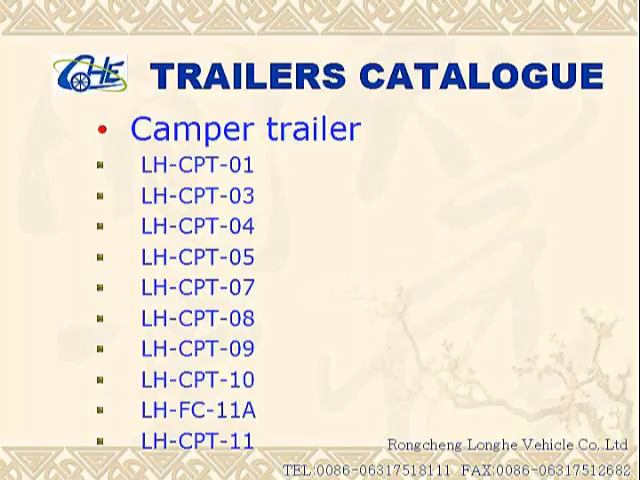 OHE TRAILERS CATALOGUE
• Camper trailer
LH-CPT-01
LH-CPT-03
LH-CPT-04
LH-CPT-05
LH-CPT-07
LH-CPT-08
LH-CPT-09
LH-CPT-10
LH-FC-11A
LH-CPT-11
Rongcheng Longhe Vehicle Co,.Ltd
TEL:0086-06317518111 FAX:0086-06317512682